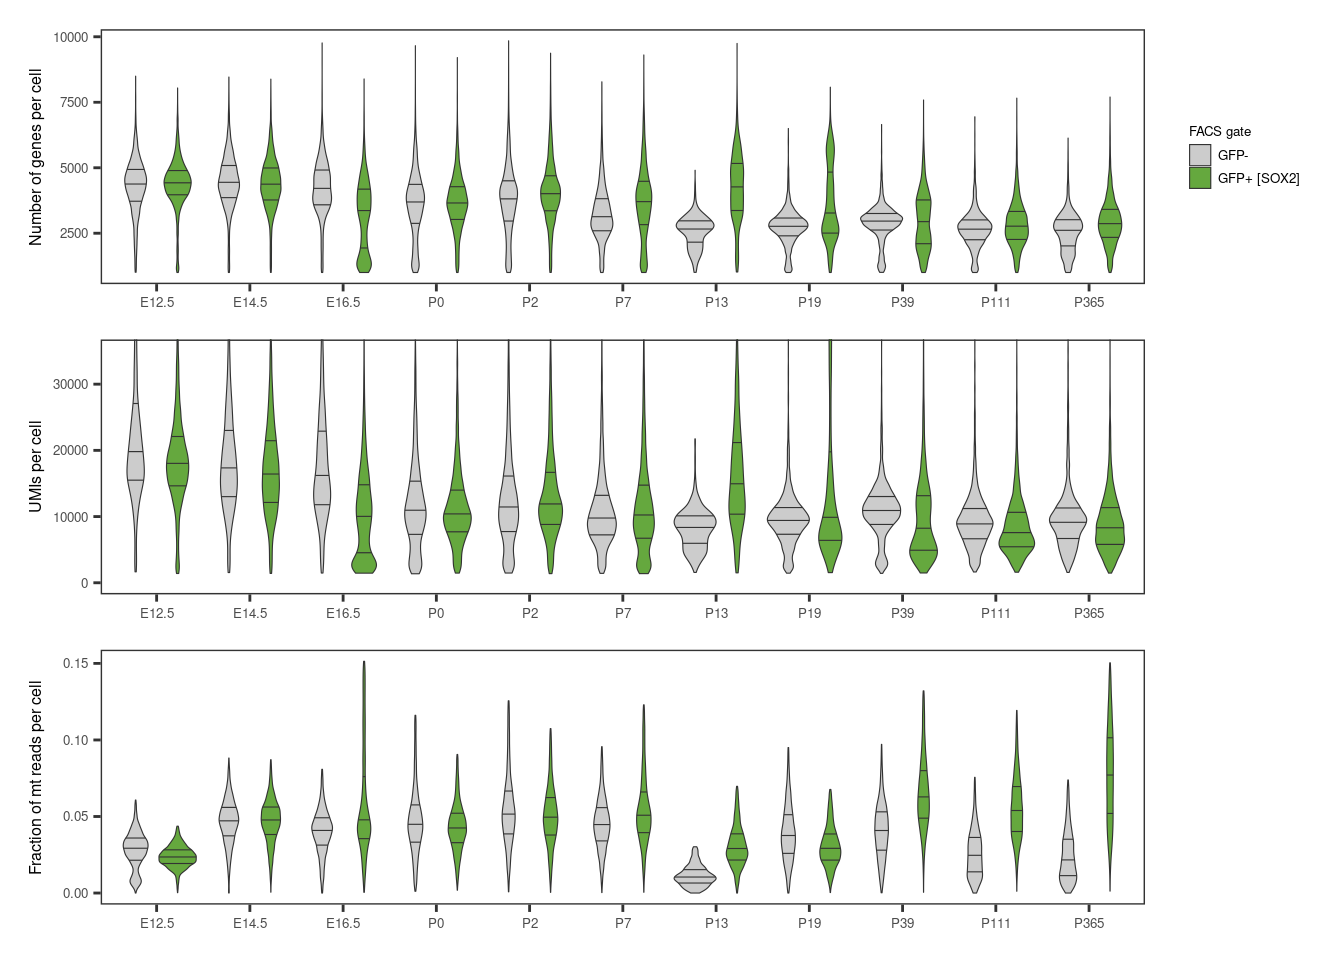 Number of genes per cell
10000
7500
5000
2500
E12.5 E14.5 E16.5 P0 P2 P7 P13 P19 P39 P111 P365
FACS gate
GFP-
GFP+ [SOX2]
UMIs per cell
30000
20000
10000
0
E12.5 E14.5 E16.5 P0 P2 P7 P13 P19 P39 P111 P365
Fraction of mt reads per cell
0.15
0.10
0.05
0.00
E12.5 E14.5 E16.5 P0 P2 P7 P13 P19 P39 P111 P365